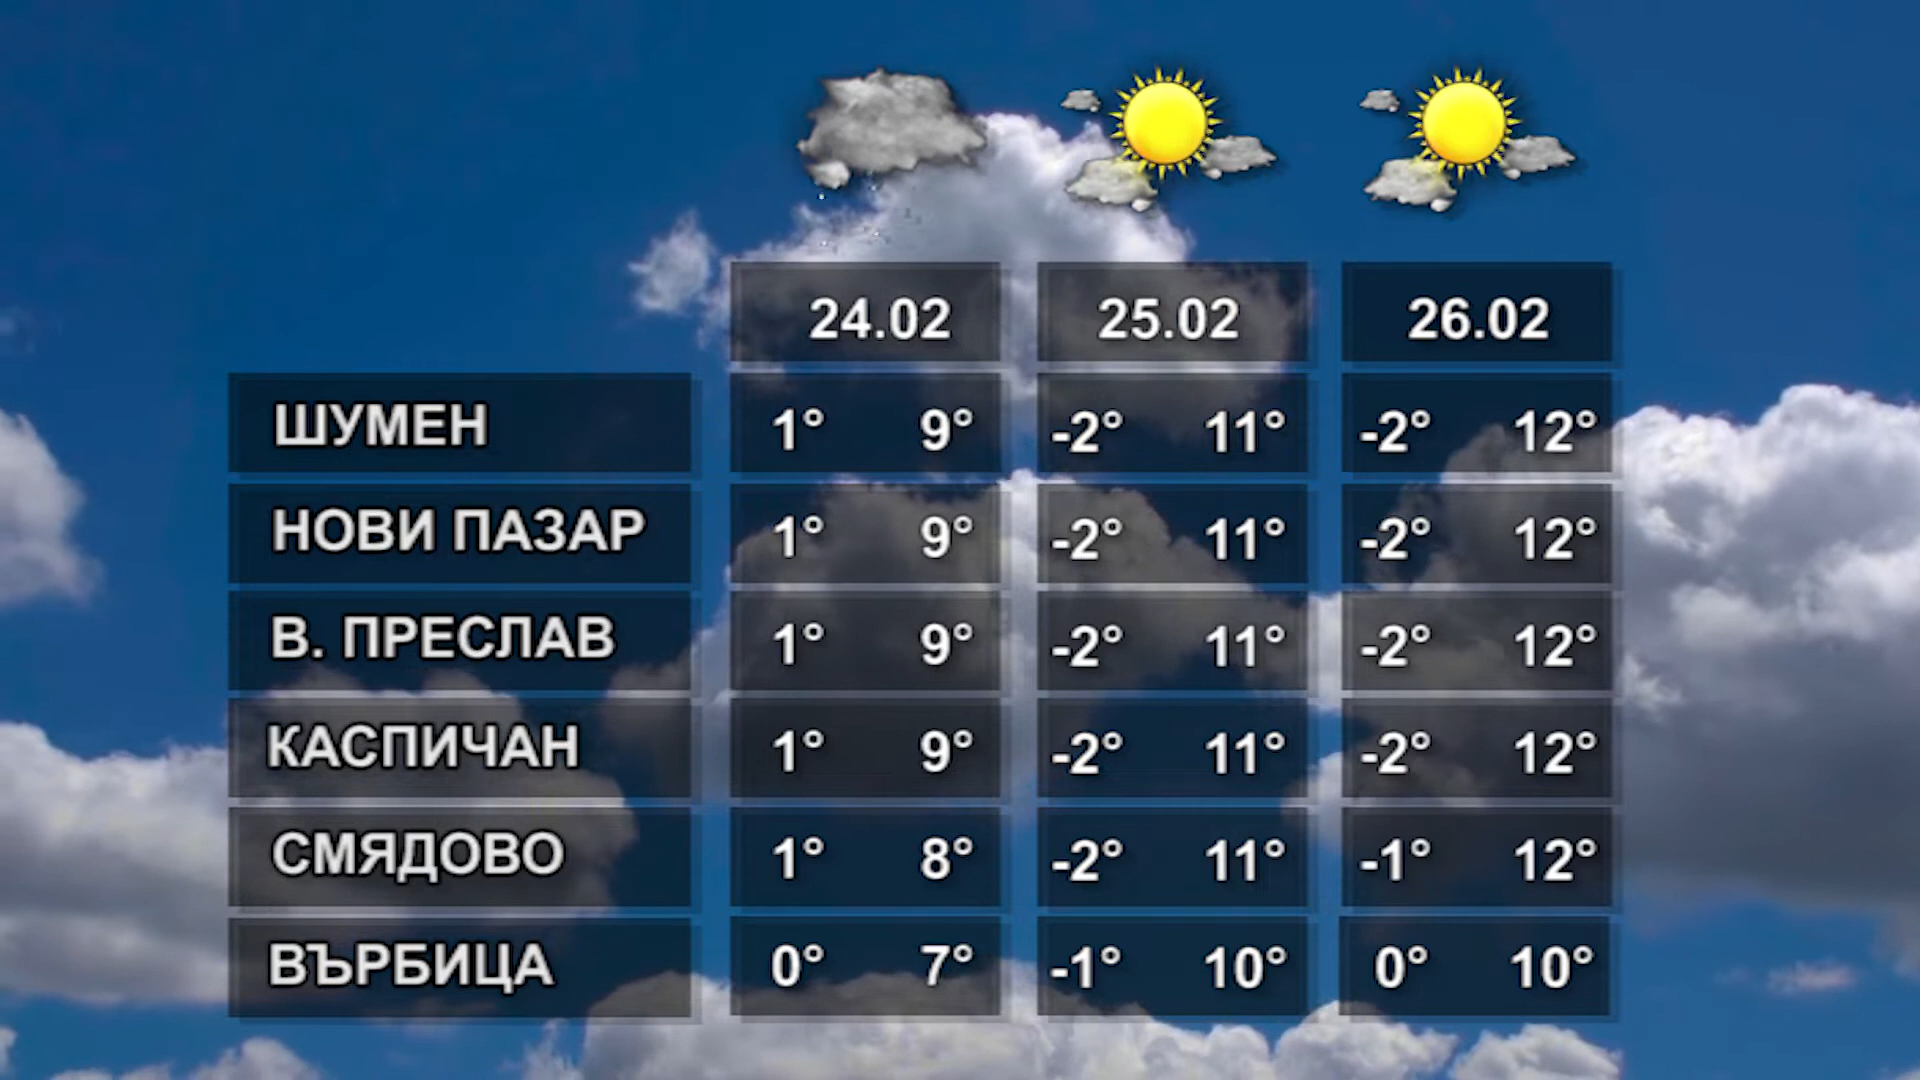 24.02 25.02 26.02
ШУМЕН 1° 9° -2° 11° -2° 12°
НОВИ ПАЗАР 1° 9° -2° 11° -2° 12°
В. ПРЕСЛАВ 1° 9° -2° 11° -2° 12°
КАСПИЧАН 1° 9° -2° 11° -2° 12°
СМЯДОВО 1° 8° -2° 11° -1° 12°
ВЪРБИЦА 0° 7° -1° 10° 0° 10°